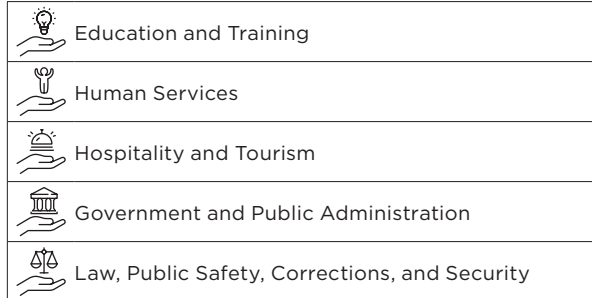 Education and Training
Human Services
Hospitality and Tourism
Government and Public Administration
Law, Public Safety, Corrections, and Security